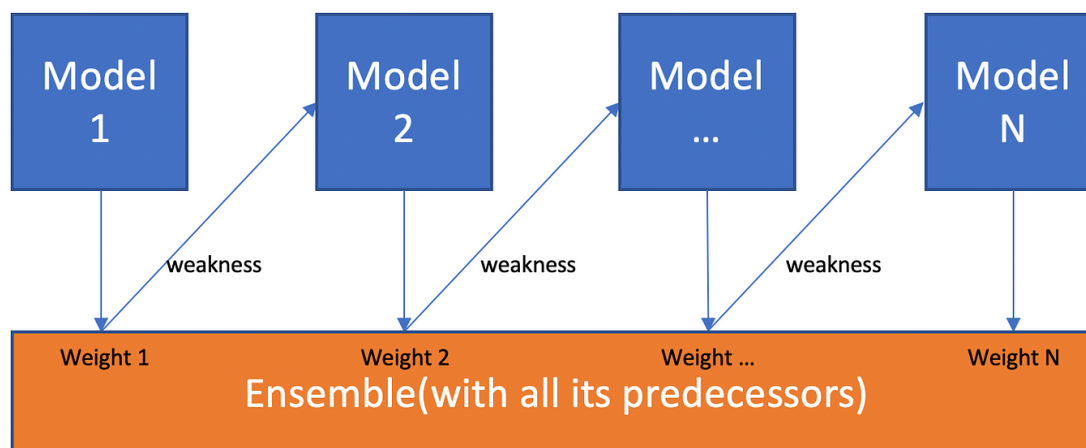 Model
1
Model
2
Model
...
Model
N
weakness
weakness
weakness
Weight 1
Weight 2
Weight ...
Weight N
Ensemble(with all its predecessors)